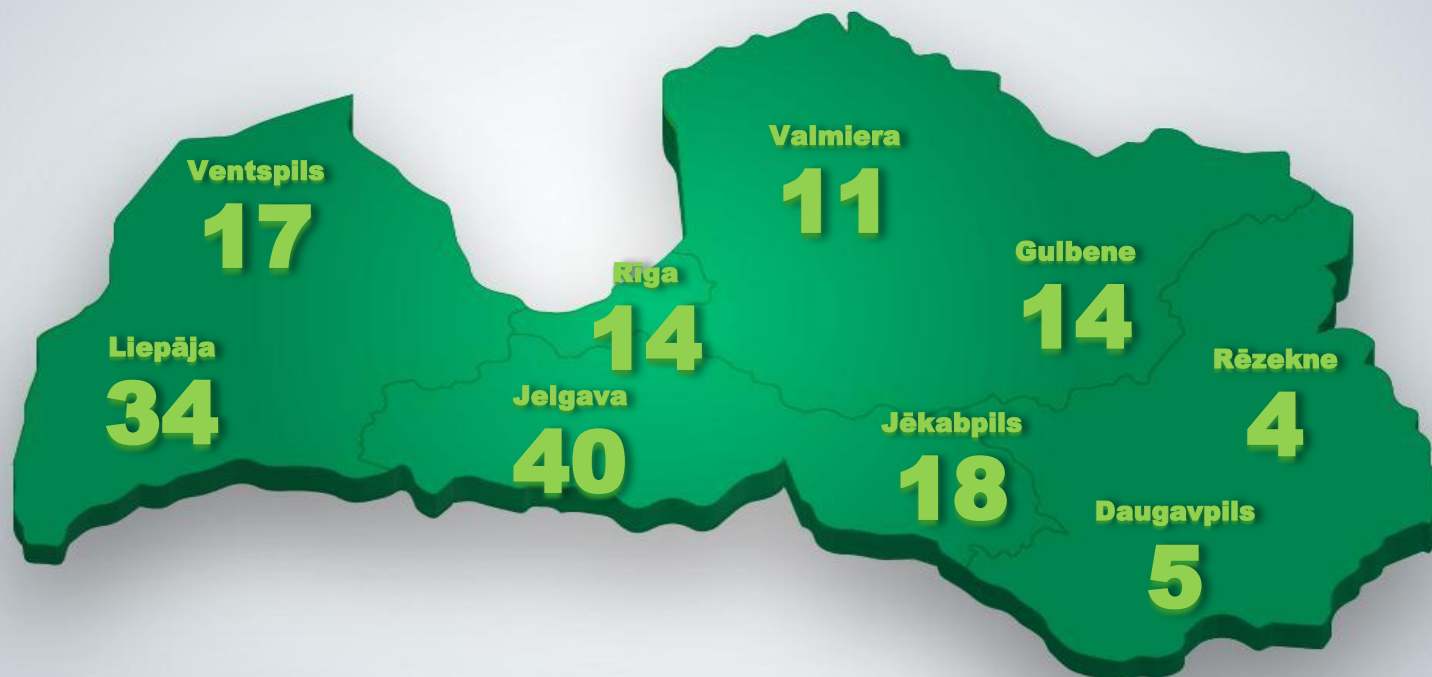 Valmiera
11
Ventspils
17
Gulbene
14
Rīga
14
Liepāja
34
Rēzekne
4
Jelgava
40
Jēkabpils
18
Daugavpils
5